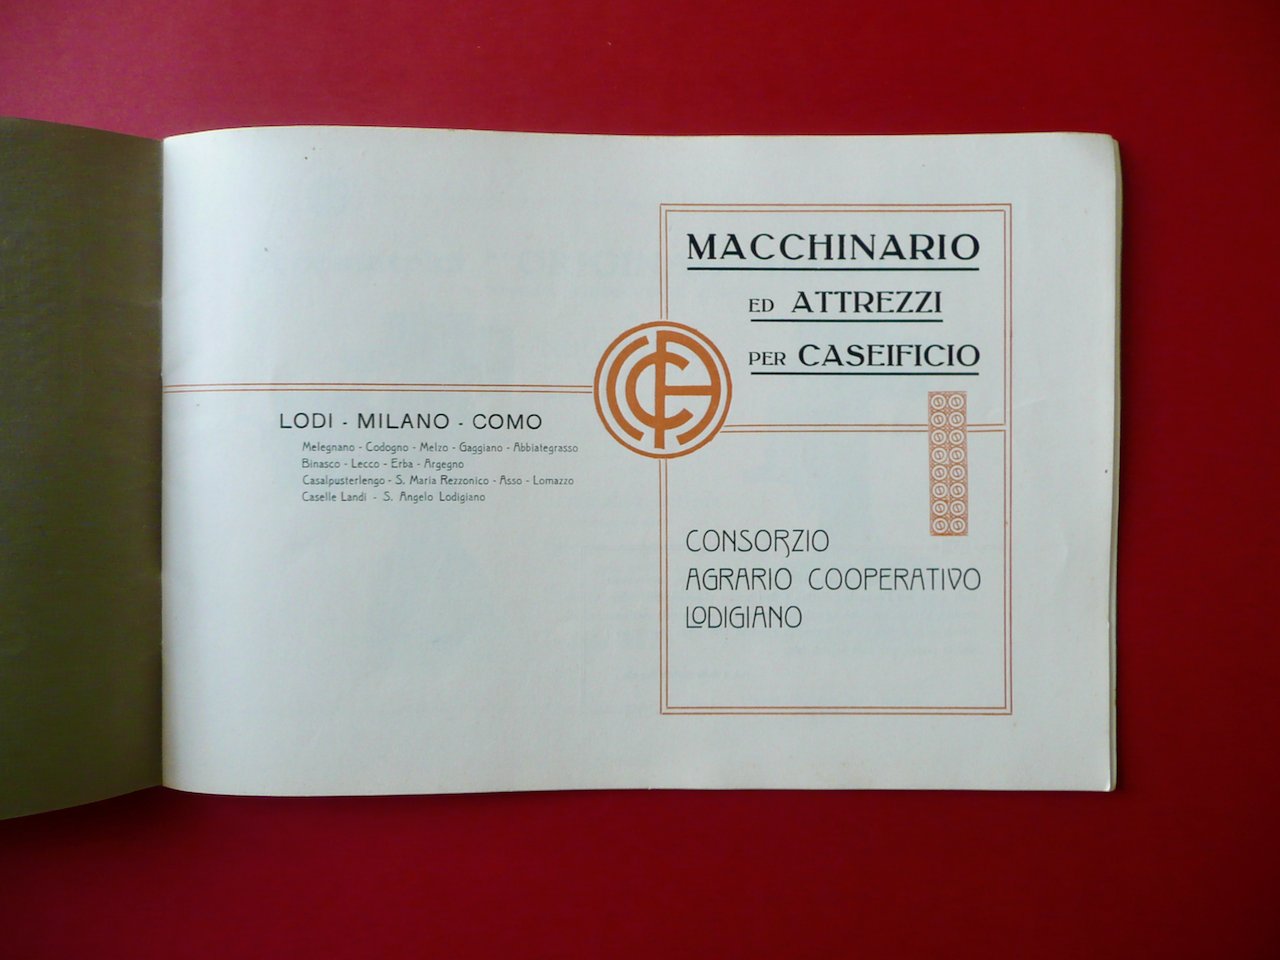 MACCHINARIO
ED ATTREZZI
PER CASEIFICIO
LODI - MILANO - COMO
Melegnano - Codogno - Melzo - Gaggiano - Abbiategrasso
Binasco - Lecco - Erba - Argegno
Casalpusterlengo - S. Maria Rezzonico - Asso - Lomazzo
Caselle Landi - S. Angelo Lodigiano
CONSORZIO
AGRARIO COOPERATIVO
LODIGIANO